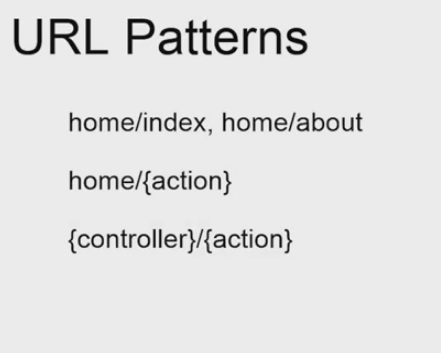 URL Patterns
home/index, home/about
home/{action}
{controller}/{action}